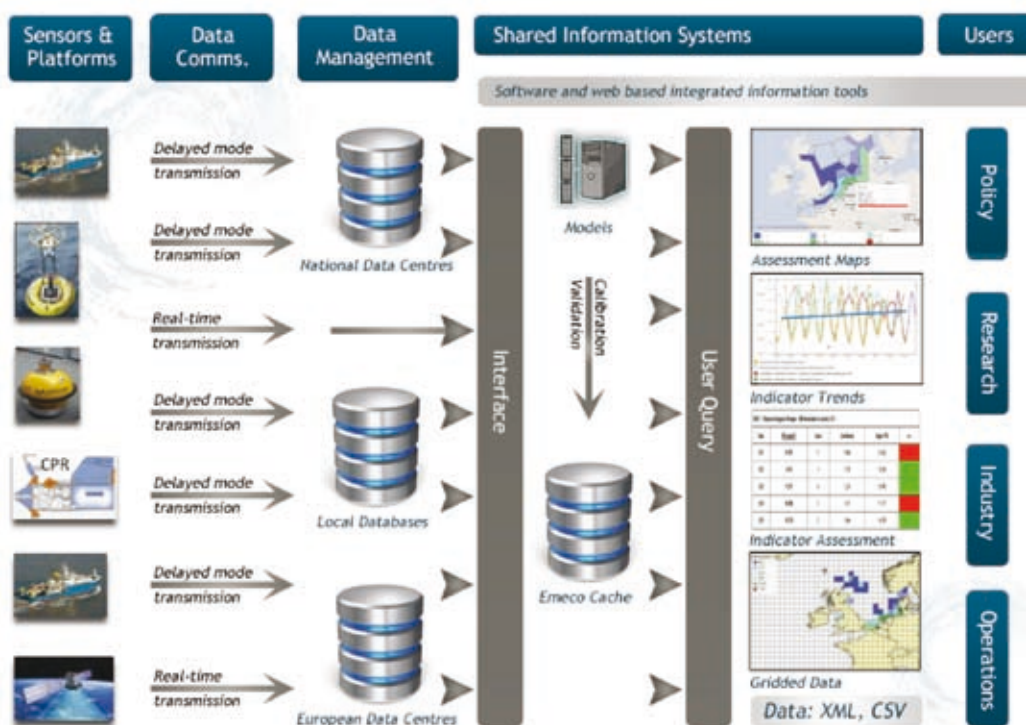 Sensors &
Platforms
Data
Comms.
Data
Management
Shared Information Systems
Users
Software and web based integrated information tools
Delayed mode
transmission
National Data Centres
Delayed mode
transmission
Real-time
transmission
Delayed mode
transmission
Local Databases
CPR
Delayed mode
transmission
Delayed mode
transmission
Real-time
transmission
European Data Centres
Interface
Models
Calibration
Validation
Emeco Cache
User Query
Assessment Maps
Indicator Trends
Indicator Assessment
Gridded Data
Data: XML, CSV
Policy
Research
Industry
Operations